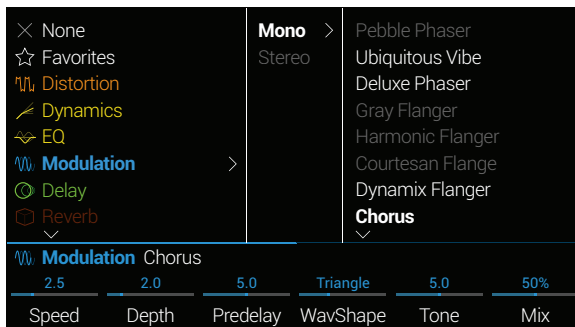 None
Favorites
Distortion
Dynamics
EQ
Modulation
Delay
Reverb
Mono
Stereo
Pebble Phaser
Ubiquitous Vibe
Deluxe Phaser
Gray Flanger
Harmonic Flanger
Courtesan Flange
Dynamix Flanger
Chorus
Modulation Chorus
2.5 2.0 5.0 Triangle 5.0 50%
Speed Depth Predelay WavShape Tone Mix